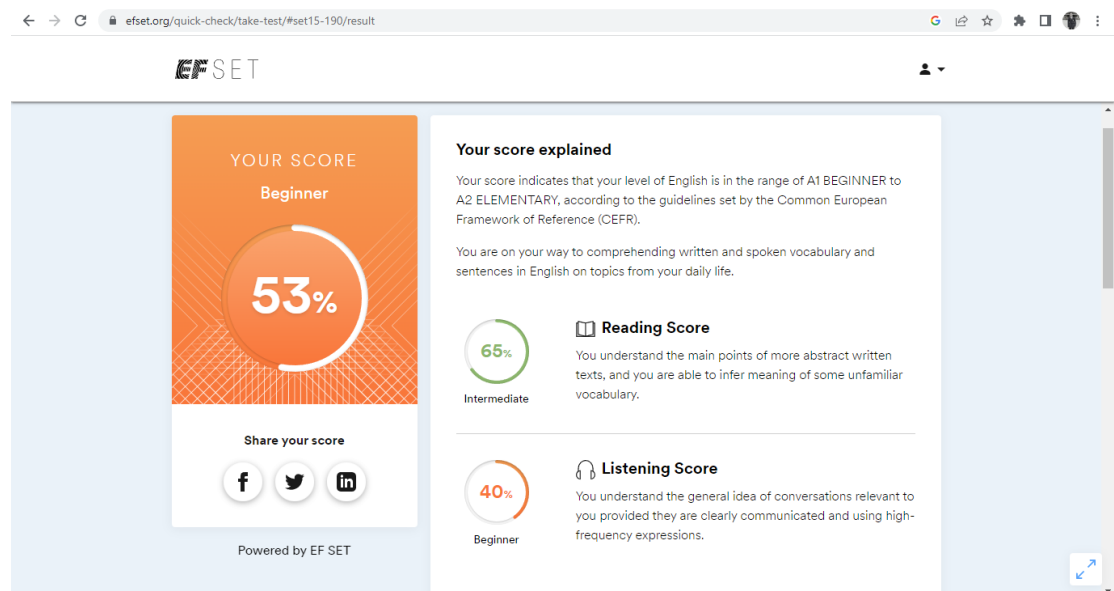 efset.org/quick-check/take-test/#set15-190/result
EFSET
YOUR SCORE
Beginner
53%
Share your score
Powered by EF SET
Your score explained
Your score indicates that your level of English is in the range of A1 BEGINNER to
A2 ELEMENTARY, according to the guidelines set by the Common European
Framework of Reference (CEFR).
You are on your way to comprehending written and spoken vocabulary and
sentences in English on topics from your daily life.
65%
Intermediate
Reading Score
You understand the main points of more abstract written
texts, and you are able to infer meaning of some unfamiliar
vocabulary.
40%
Beginner
Listening Score
You understand the general idea of conversations relevant to
you provided they are clearly communicated and using high-
frequency expressions.